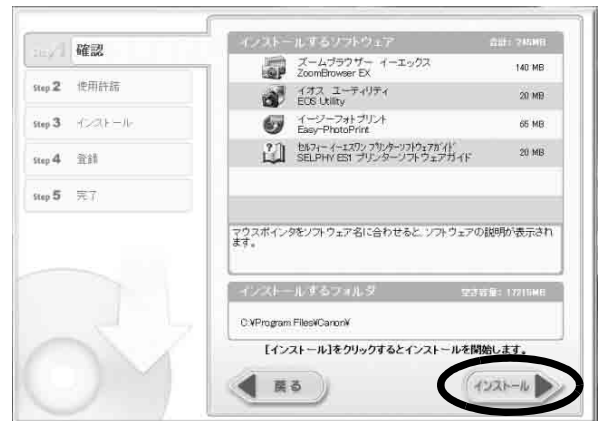 Step 1 確認
Step 2 使用許諾
Step 3 インストール
Step 4 登録
Step 5 完了
インストールするソフトウェア 合計: 245MB
ズームブラウザー イーエックス
ZoomBrowser EX 140 MB
イオス ユーティリティ
EOS Utility 20 MB
イージーフォトプリント
Easy-PhotoPrint 65 MB
セルフィー イーエスワン プリンターソフトウェアガイド
SELPHY ES1 プリンターソフトウェアガイド 20 MB
マウスポインタをソフトウェア名に合わせると、ソフトウェアの説明が表示され
ます。
インストールするフォルダ 空き容量: 17215MB
C:¥Program Files¥Canon¥
[インストール]をクリックするとインストールを開始します。
戻る
インストール